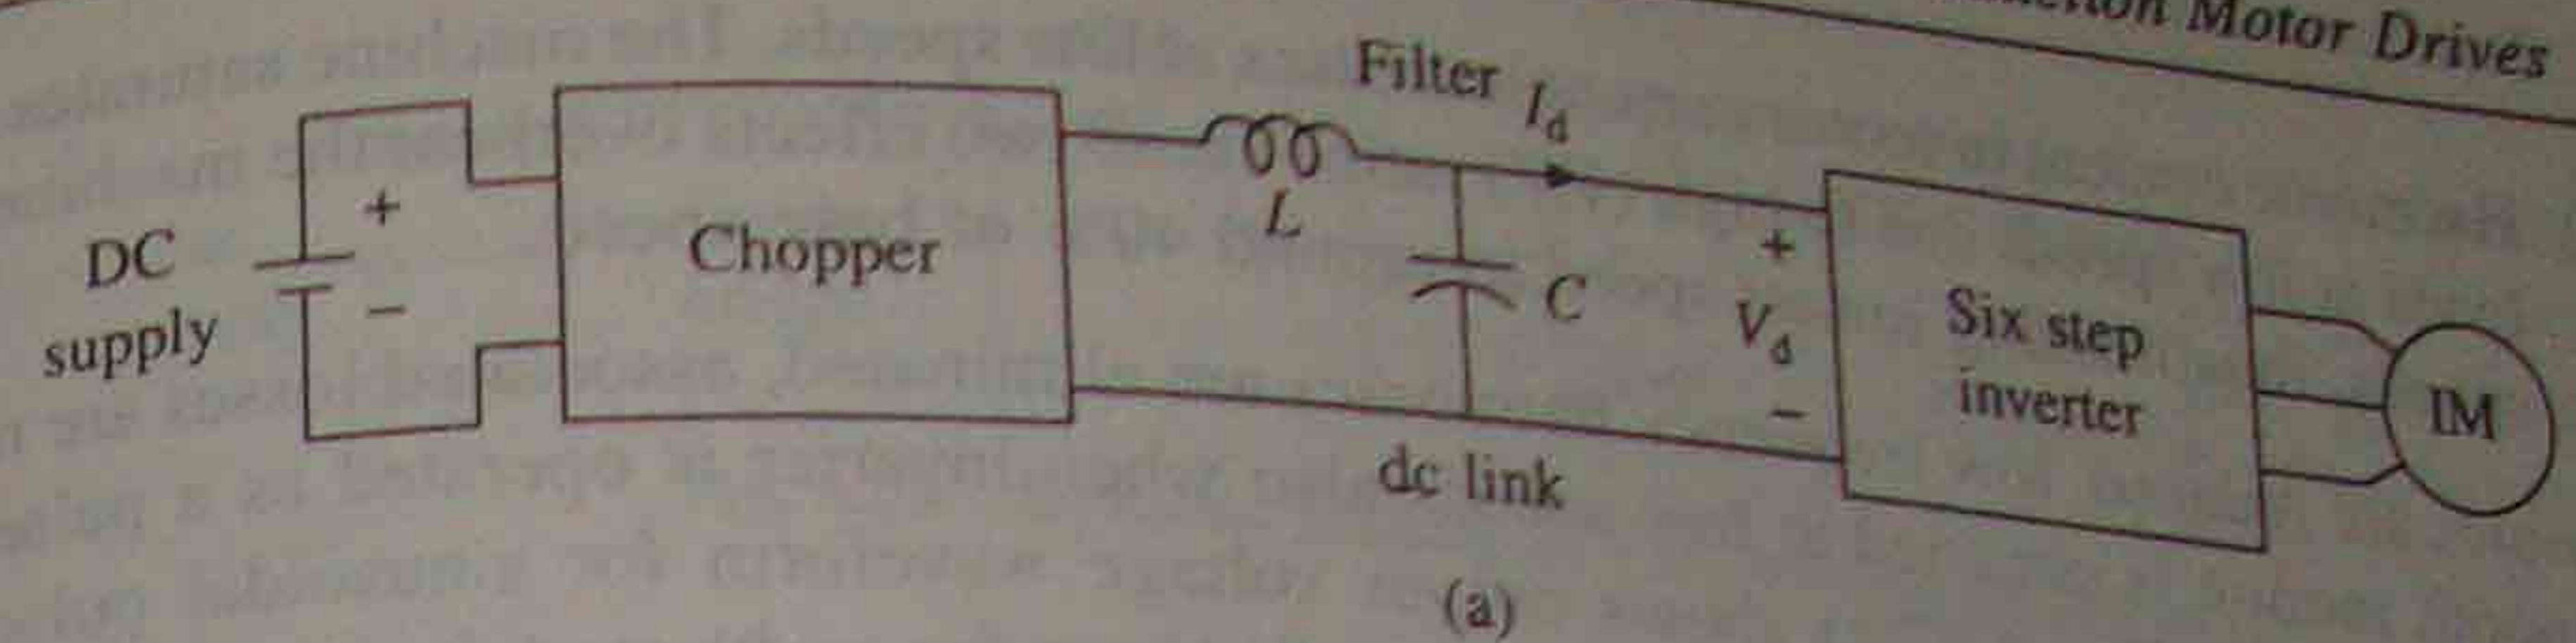 Motor Drives
Filter
I_d
DC
supply
+
−
Chopper
L
C
+
V_d
−
Six step
inverter
IM
dc link
(a)